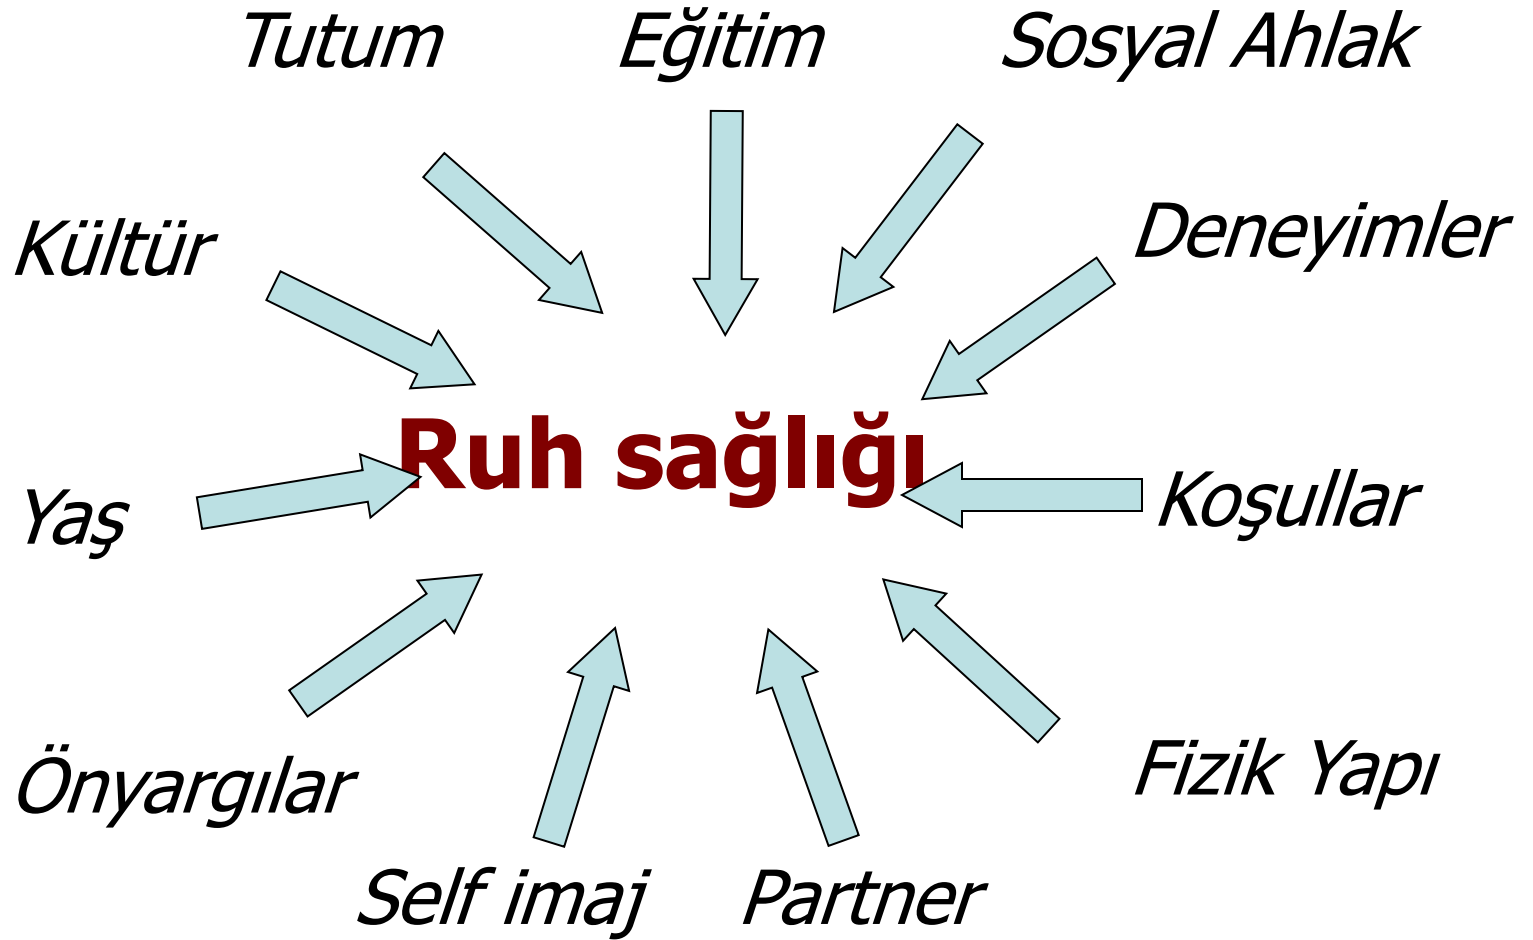 Tutum
Eğitim
Sosyal Ahlak
Kültür
Deneyimler
Ruh sağlığı
Yaş
Koşullar
Önyargılar
Fizik Yapı
Self imaj
Partner